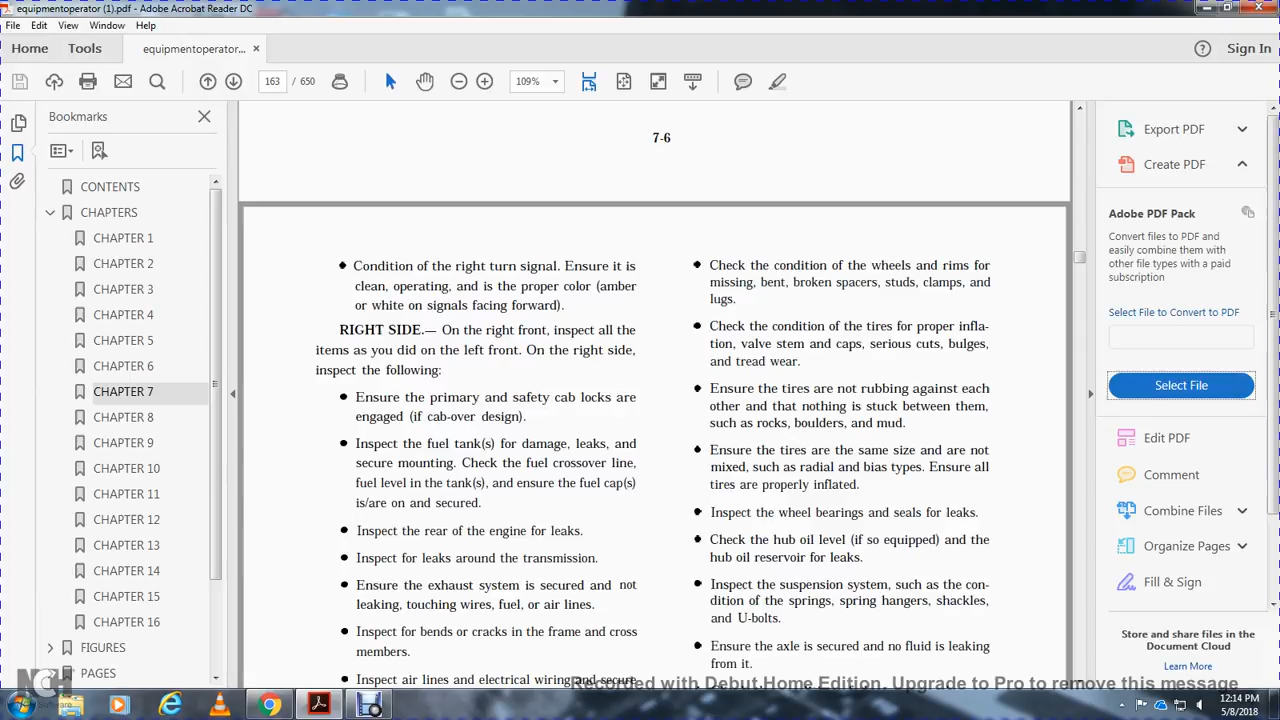 equipmentoperator (1).pdf - Adobe Acrobat Reader DC
File Edit View Window Help
Home Tools equipmentoperator... × Sign In
163 / 650 109%
Bookmarks
CONTENTS
CHAPTERS
CHAPTER 1
CHAPTER 2
CHAPTER 3
CHAPTER 4
CHAPTER 5
CHAPTER 6
CHAPTER 7
CHAPTER 8
CHAPTER 9
CHAPTER 10
CHAPTER 11
CHAPTER 12
CHAPTER 13
CHAPTER 14
CHAPTER 15
CHAPTER 16
FIGURES
PAGES
7-6
• Condition of the right turn signal. Ensure it is
clean, operating, and is the proper color (amber
or white on signals facing forward).
RIGHT SIDE.— On the right front, inspect all the
items as you did on the left front. On the right side,
inspect the following:
• Ensure the primary and safety cab locks are
engaged (if cab-over design).
• Inspect the fuel tank(s) for damage, leaks, and
secure mounting. Check the fuel crossover line,
fuel level in the tank(s), and ensure the fuel cap(s)
is/are on and secured.
• Inspect the rear of the engine for leaks.
• Inspect for leaks around the transmission.
• Ensure the exhaust system is secured and not
leaking, touching wires, fuel, or air lines.
• Inspect for bends or cracks in the frame and cross
members.
• Inspect air lines and electrical wiring and secure
• Check the condition of the wheels and rims for
missing, bent, broken spacers, studs, clamps, and
lugs.
• Check the condition of the tires for proper infla-
tion, valve stem and caps, serious cuts, bulges,
and tread wear.
• Ensure the tires are not rubbing against each
other and that nothing is stuck between them,
such as rocks, boulders, and mud.
• Ensure the tires are the same size and are not
mixed, such as radial and bias types. Ensure all
tires are properly inflated.
• Inspect the wheel bearings and seals for leaks.
• Check the hub oil level (if so equipped) and the
hub oil reservoir for leaks.
• Inspect the suspension system, such as the con-
dition of the springs, spring hangers, shackles,
and U-bolts.
• Ensure the axle is secured and no fluid is leaking
from it.
Export PDF
Create PDF
Adobe PDF Pack
Convert files to PDF and
easily combine them with
other file types with a paid
subscription
Select File to Convert to PDF
Select File
Edit PDF
Comment
Combine Files
Organize Pages
Fill & Sign
Store and share files in the
Document Cloud
Learn More
NCH Software
Recorded with Debut Home Edition. Upgrade to Pro to remove this message
12:14 PM
5/8/2018